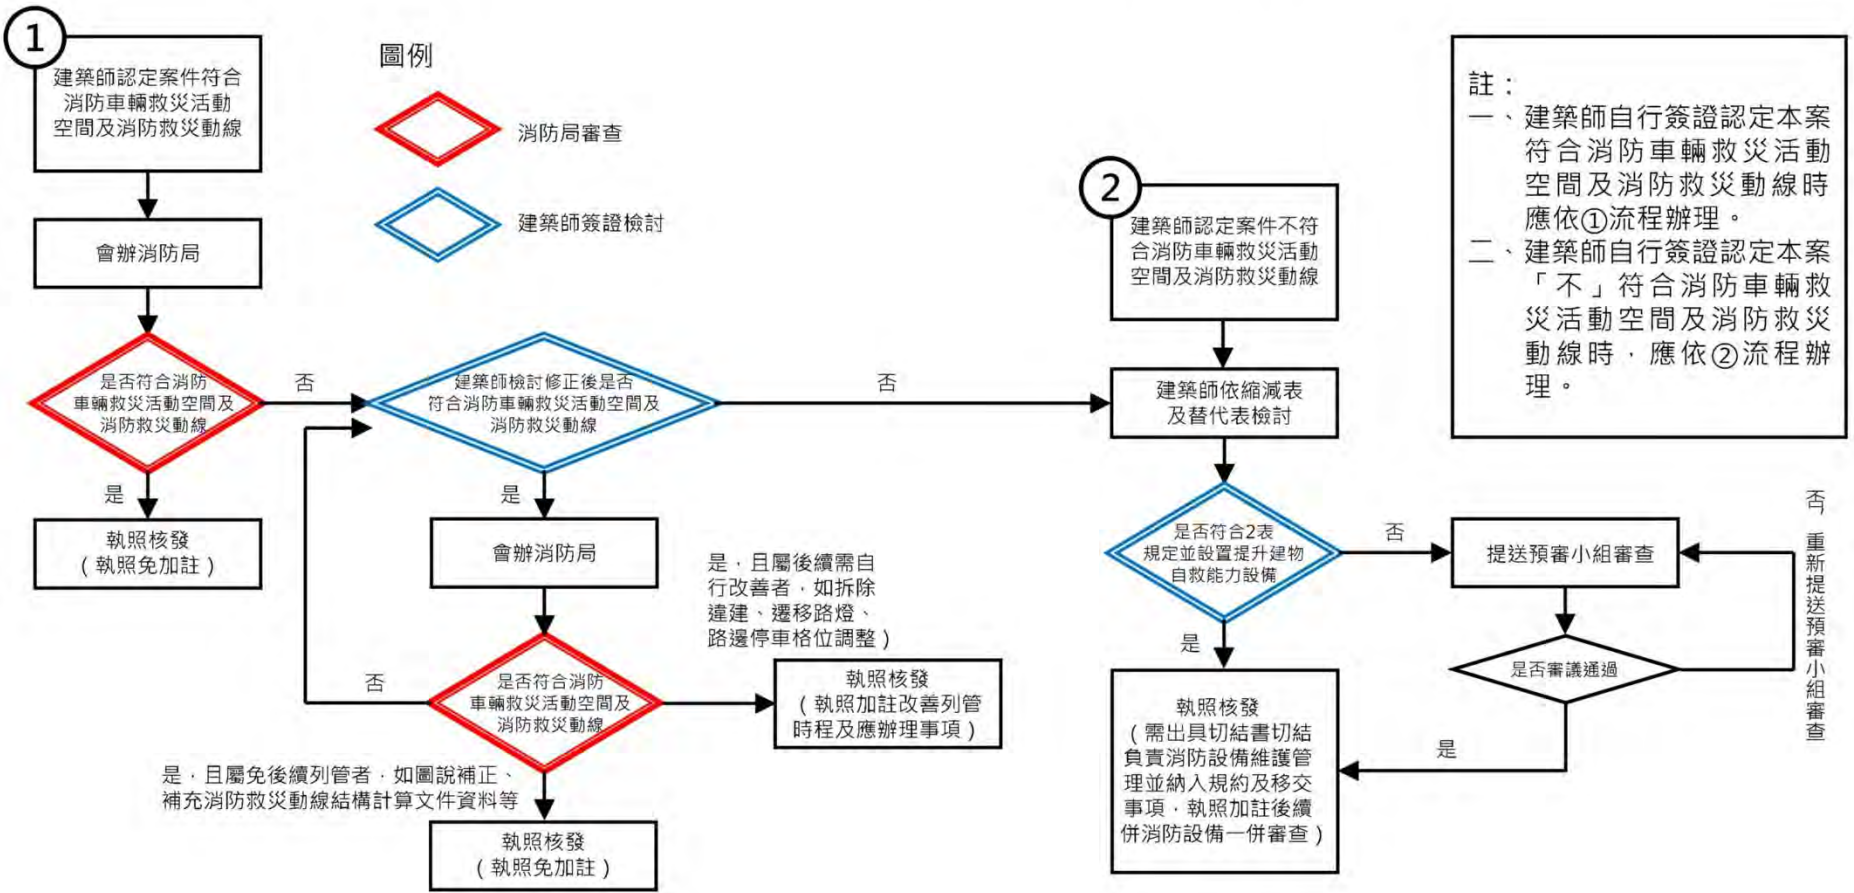 1
建築師認定案件符合
消防車輛救災活動
空間及消防救災動線
會辦消防局
是否符合消防
車輛救災活動空間及
消防救災動線
否
是
執照核發
(執照免加註)
圖例
消防局審查
建築師簽證檢討
建築師檢討修正後是否
符合消防車輛救災活動空間及
消防救災動線
否
是
會辦消防局
是否符合消防
車輛救災活動空間及
消防救災動線
否
是,且屬後續需自
行改善者,如拆除
違建、遷移路燈、
路邊停車格位調整)
執照核發
(執照加註改善列管
時程及應辦理事項)
是,且屬免後續列管者,如圖說補正、
補充消防救災動線結構計算文件資料等
執照核發
(執照免加註)
2
建築師認定案件不符
合消防車輛救災活動
空間及消防救災動線
建築師依縮減表
及替代表檢討
是否符合2表
規定並設置提升建物
自救能力設備
否
是
提送預審小組審查
是否審議通過
否,重新提送預審小組審查
是
執照核發
(需出具切結書切結
負責消防設備維護管
理並納入規約及移交
事項,執照加註後續
併消防設備一併審查)
註:
一、建築師自行簽證認定本案
符合消防車輛救災活動
空間及消防救災動線時
應依①流程辦理。
二、建築師自行簽證認定本案
「不」符合消防車輛救
災活動空間及消防救災
動線時,應依②流程辦
理。